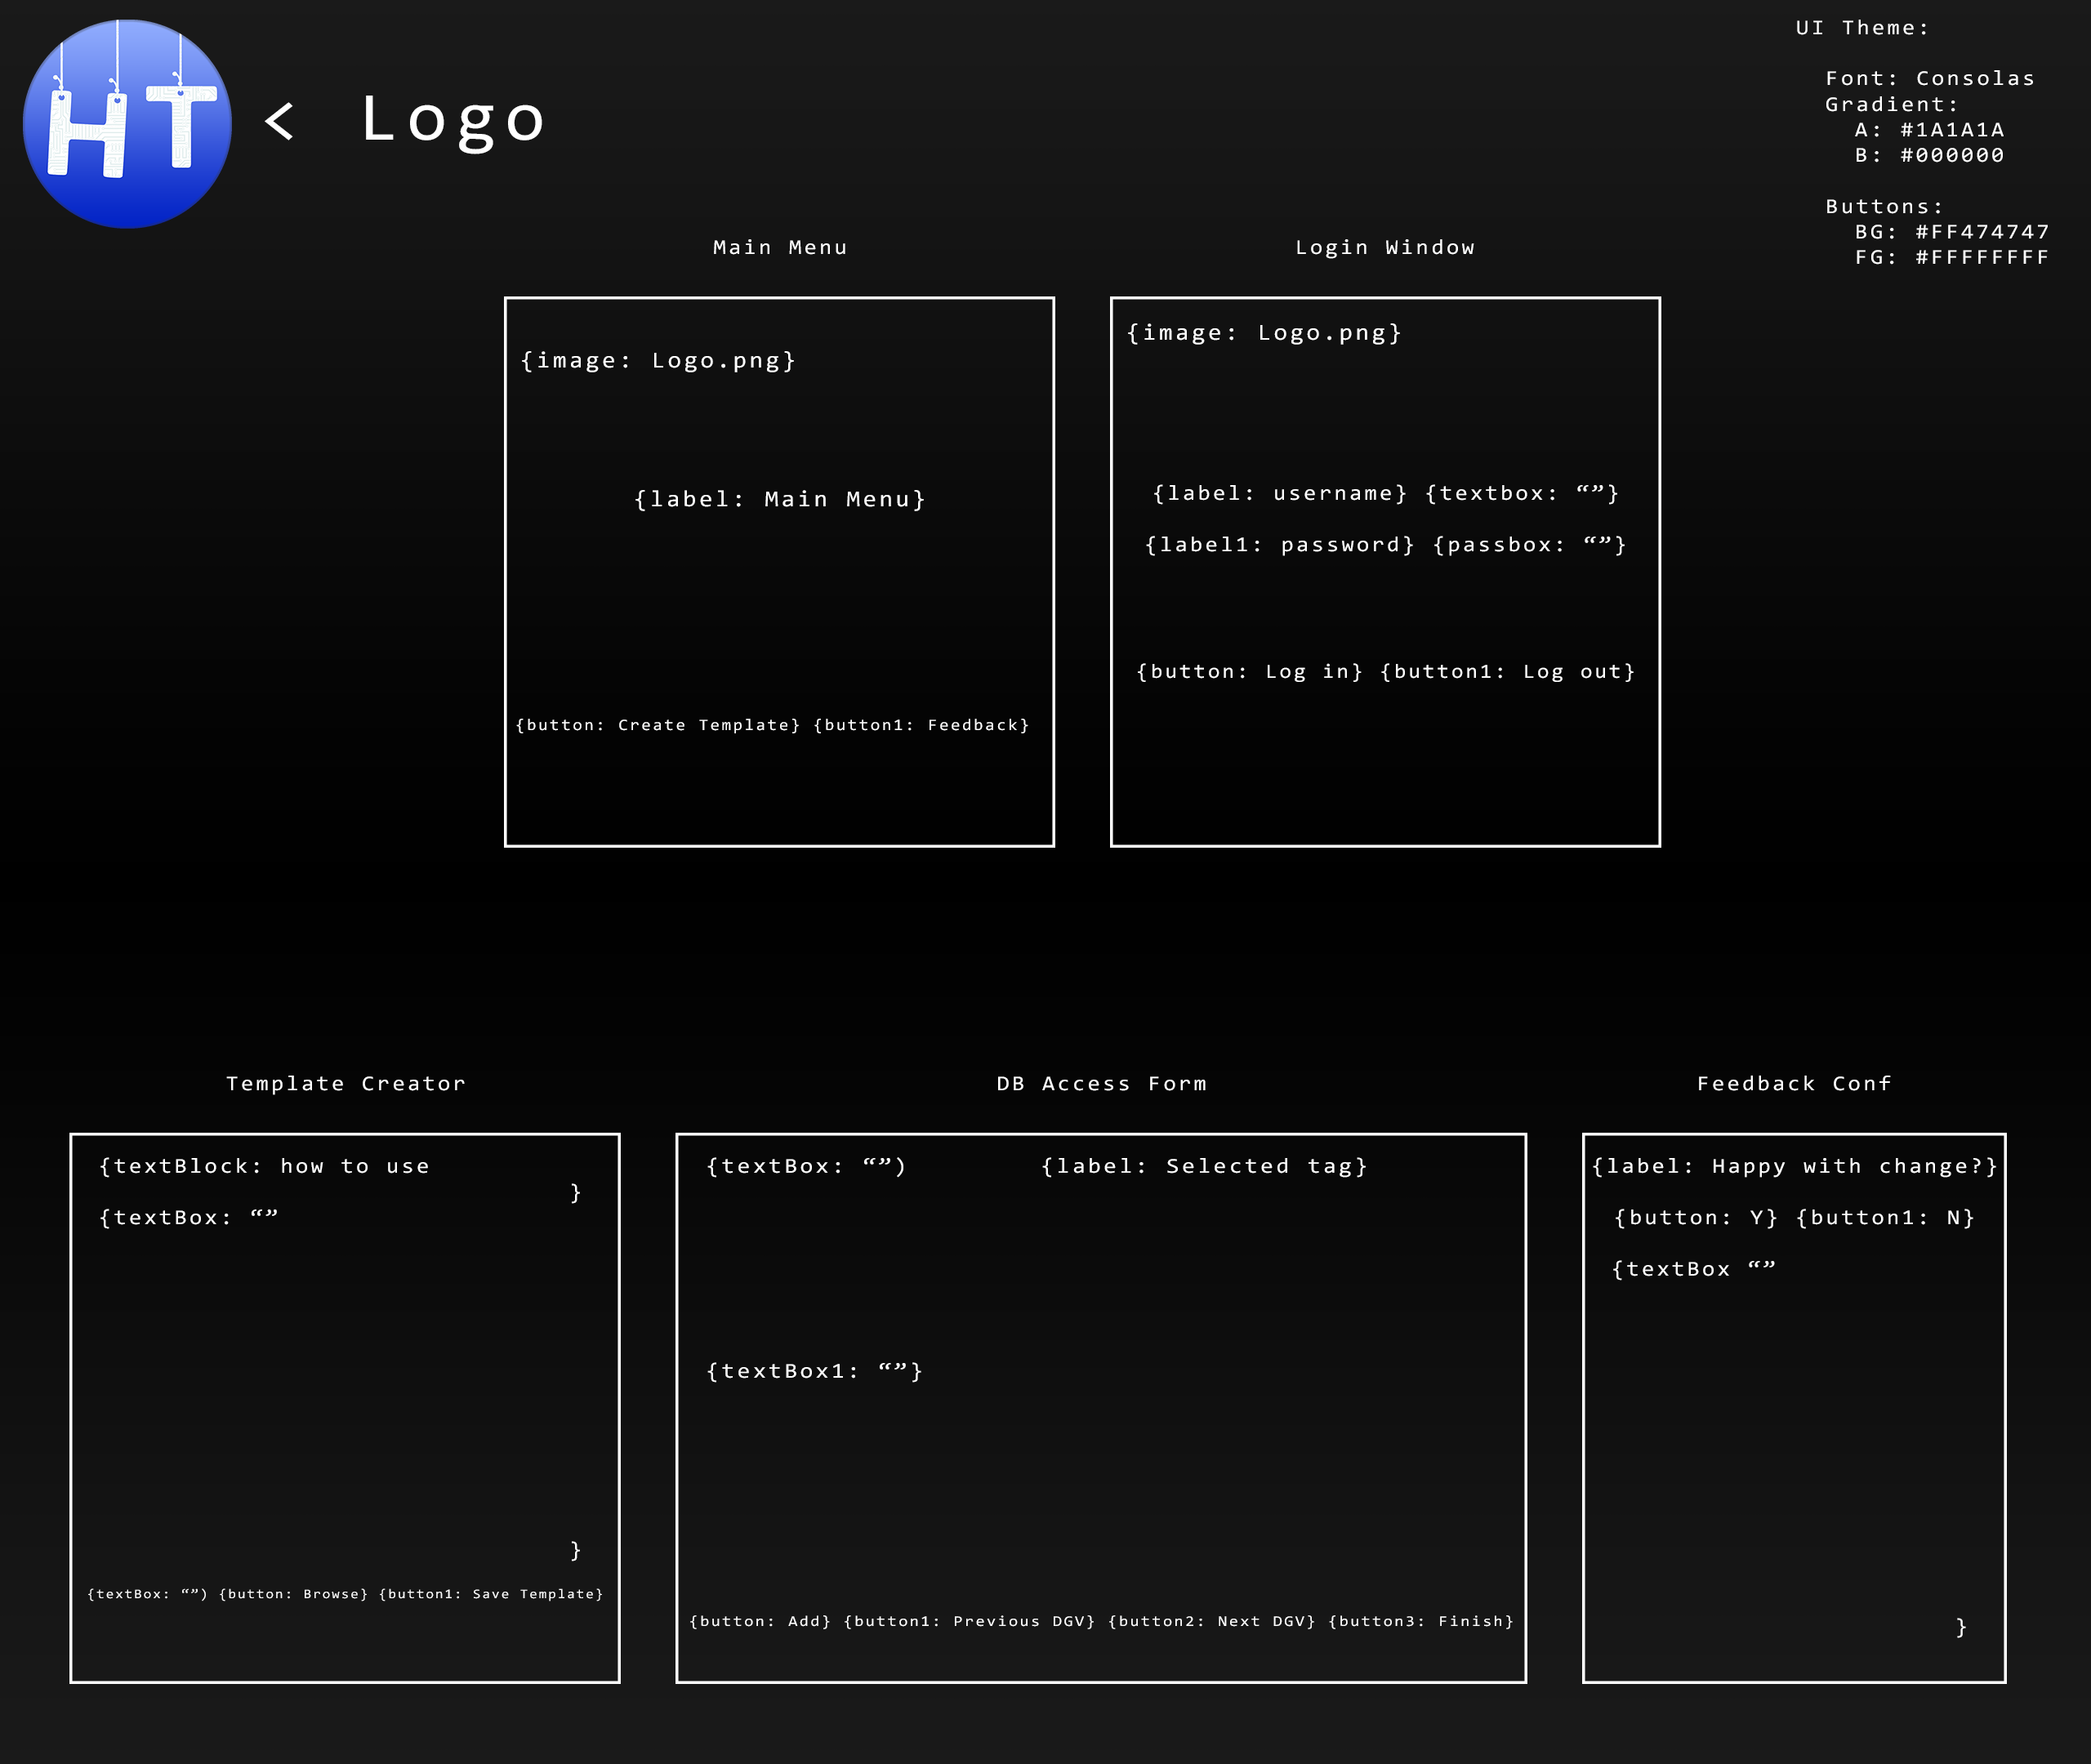 HT
< Logo
UI Theme:
Font: Consolas
Gradient:
A: #1A1A1A
B: #000000
Buttons:
BG: #FF474747
FG: #FFFFFFFF
Main Menu
{image: Logo.png}
{label: Main Menu}
{button: Create Template} {button1: Feedback}
Login Window
{image: Logo.png}
{label: username} {textbox: “”}
{label1: password} {passbox: “”}
{button: Log in} {button1: Log out}
Template Creator
{textBlock: how to use
}
{textBox: “”
}
{textBox: “”) {button: Browse} {button1: Save Template}
DB Access Form
{textBox: “”) {label: Selected tag}
{textBox1: “”}
{button: Add} {button1: Previous DGV} {button2: Next DGV} {button3: Finish}
Feedback Conf
{label: Happy with change?}
{button: Y} {button1: N}
{textBox “”
}